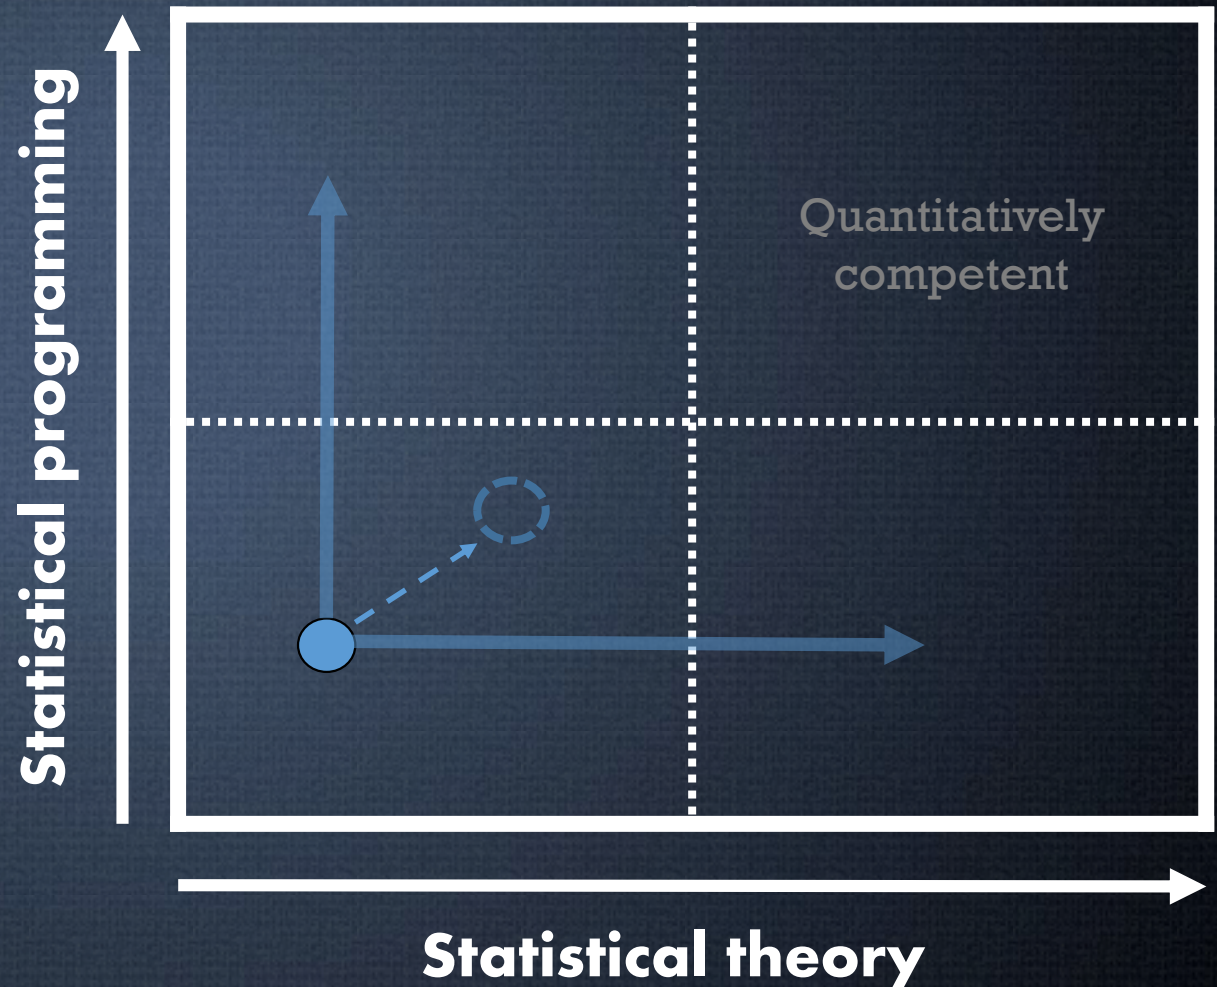 Statistical programming
Quantitatively
competent
Statistical theory